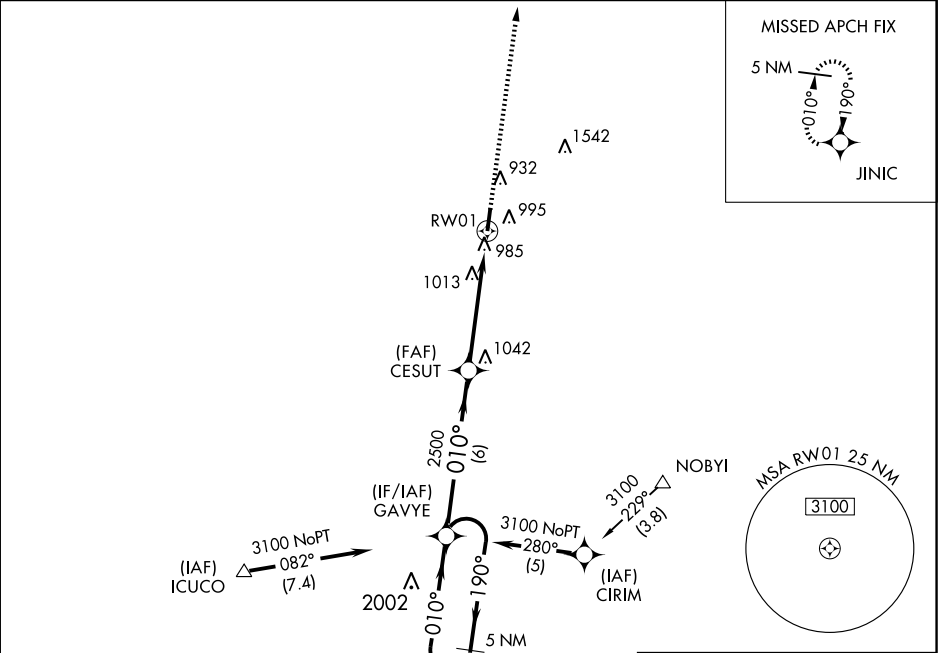 MISSED APCH FIX
5 NM
010°
190°
JINIC
1542
932
995
RW01
985
1013
(FAF)
CESUT
1042
2500
010°
(6)
NOBYI
3100
229°
(3.8)
MSA RW01 25 NM
3100
(IF/IAF)
GAVYE
3100 NoPT
280°
(5)
(IAF)
CIRIM
3100 NoPT
082°
(7.4)
(IAF)
ICUCO
2002
010°
190°
5 NM